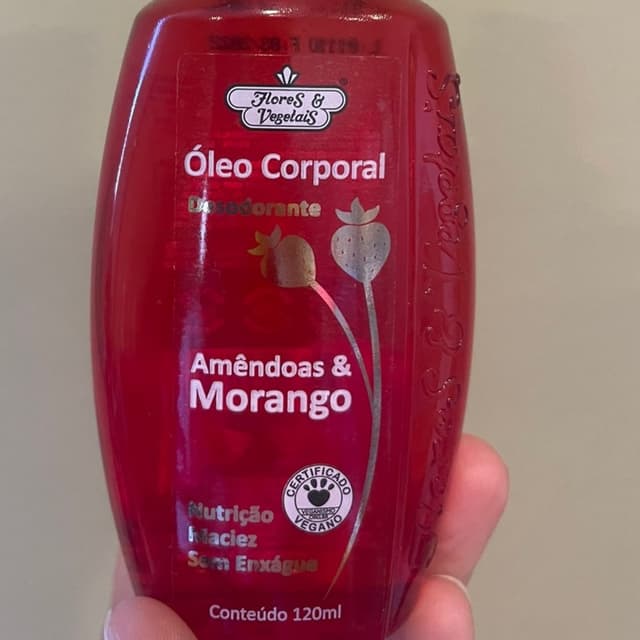 Flores &
Vegetais
Óleo Corporal
Desodorante
Amêndoas &
Morango
CERTIFICADO
VEGANO
Nutrição
Maciez
Sem Enxágue
Conteúdo 120ml